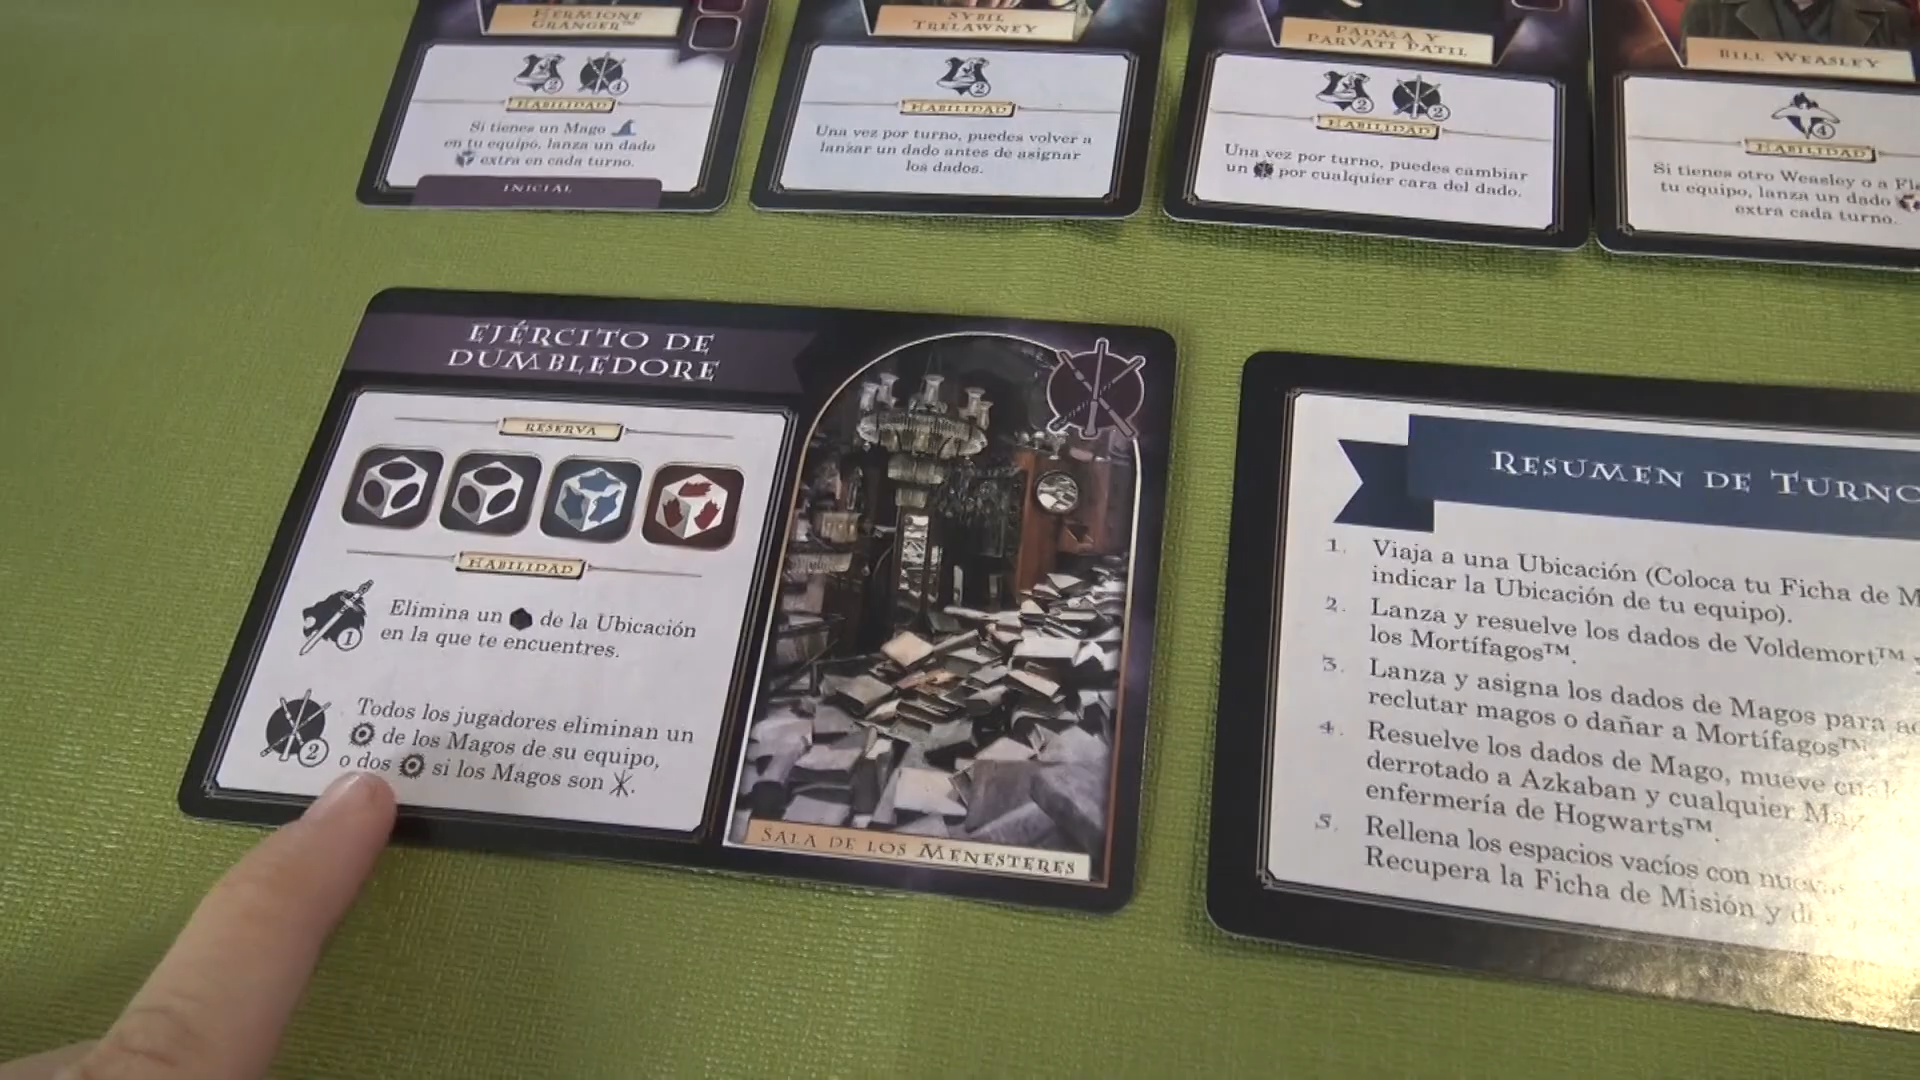 HERMIONE
GRANGER™
2
4
HABILIDAD
Si tienes un Mago
en tu equipo, lanza un dado
extra en cada turno.
INICIAL
SYBIL
TRELAWNEY
2
HABILIDAD
Una vez por turno, puedes volver a
lanzar un dado antes de asignar
los dados.
PADMA Y
PARVATI PATIL
2
2
HABILIDAD
Una vez por turno, puedes cambiar
un por cualquier cara del dado.
BILL WEASLEY
4
HABILIDAD
Si tienes otro Weasley o a
tu equipo, lanza un dado
extra cada turno.
EJÉRCITO DE
DUMBLEDORE
RESERVA
HABILIDAD
1
Elimina un de la Ubicación
en la que te encuentres.
2
Todos los jugadores eliminan un
de los Magos de su equipo,
o dos si los Magos son .
SALA DE LOS MENESTERES
RESUMEN DE TURNO
1. Viaja a una Ubicación (Coloca tu Ficha de
indicar la Ubicación de tu equipo).
2. Lanza y resuelve los dados de Voldemort™
los Mortífagos™.
3. Lanza y asigna los dados de Magos para
reclutar magos o dañar a Mortífagos™
4. Resuelve los dados de Mago, mueve
derrotado a Azkaban y cualquier
enfermería de Hogwarts™.
5. Rellena los espacios vacíos con
Recupera la Ficha de Misión y